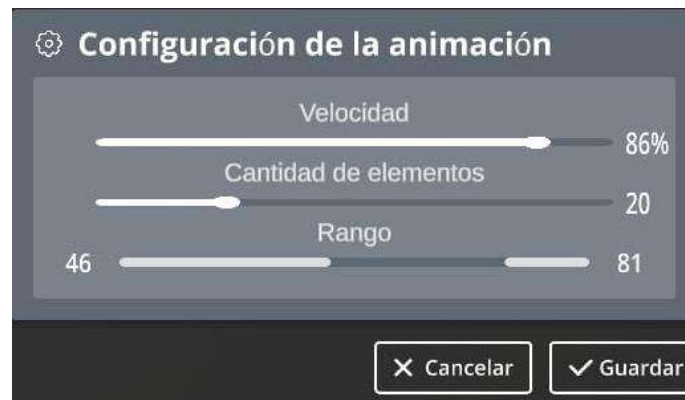 Configuración de la animación
Velocidad
86%
Cantidad de elementos
20
Rango
46
81
Cancelar
Guardar